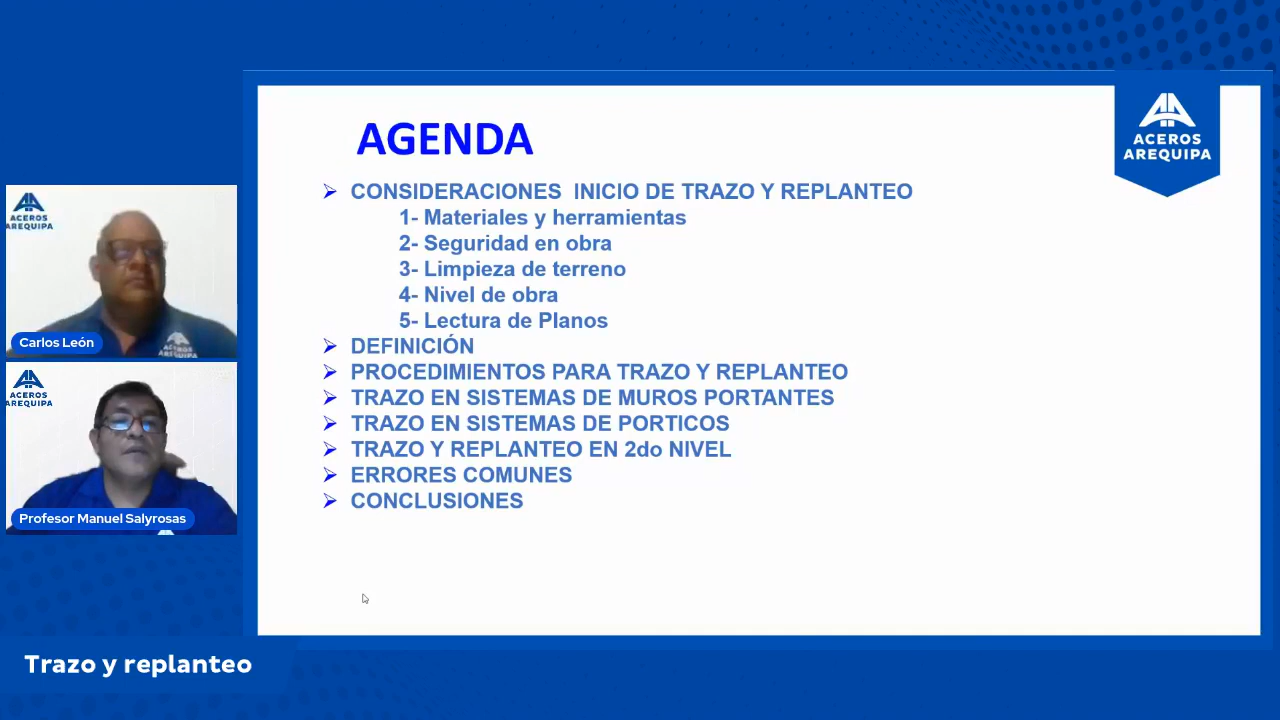 AGENDA
ACEROS
AREQUIPA
➢ CONSIDERACIONES INICIO DE TRAZO Y REPLANTEO
1- Materiales y herramientas
2- Seguridad en obra
3- Limpieza de terreno
4- Nivel de obra
5- Lectura de Planos
➢ DEFINICIÓN
➢ PROCEDIMIENTOS PARA TRAZO Y REPLANTEO
➢ TRAZO EN SISTEMAS DE MUROS PORTANTES
➢ TRAZO EN SISTEMAS DE PORTICOS
➢ TRAZO Y REPLANTEO EN 2do NIVEL
➢ ERRORES COMUNES
➢ CONCLUSIONES
ACEROS
AREQUIPA
Carlos León
ACEROS
AREQUIPA
Profesor Manuel Salyrosas
Trazo y replanteo